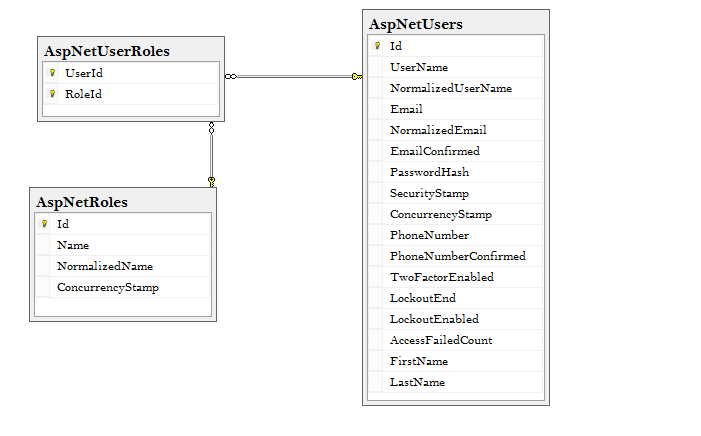 AspNetUserRoles
UserId
RoleId
AspNetRoles
Id
Name
NormalizedName
ConcurrencyStamp
AspNetUsers
Id
UserName
NormalizedUserName
Email
NormalizedEmail
EmailConfirmed
PasswordHash
SecurityStamp
ConcurrencyStamp
PhoneNumber
PhoneNumberConfirmed
TwoFactorEnabled
LockoutEnd
LockoutEnabled
AccessFailedCount
FirstName
LastName